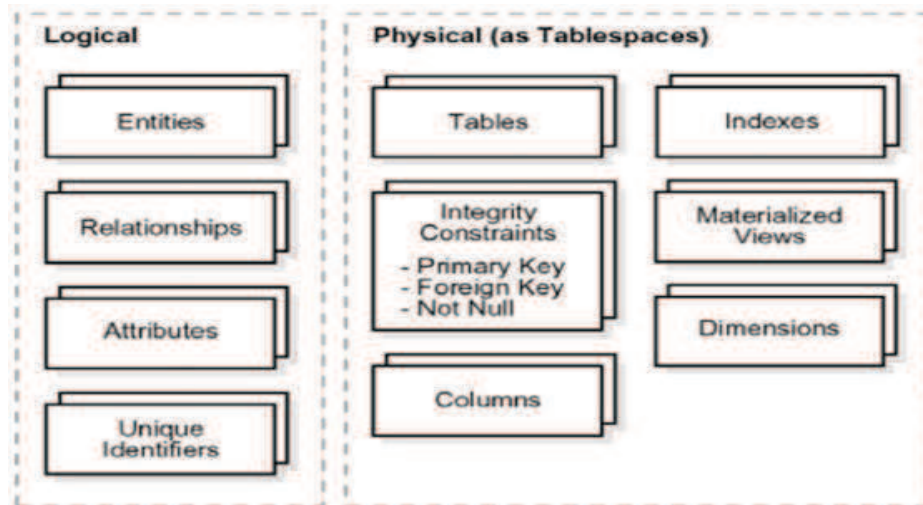 Logical
Entities
Relationships
Attributes
Unique
Identifiers
Physical (as Tablespaces)
Tables
Integrity
Constraints
- Primary Key
- Foreign Key
- Not Null
Columns
Indexes
Materialized
Views
Dimensions